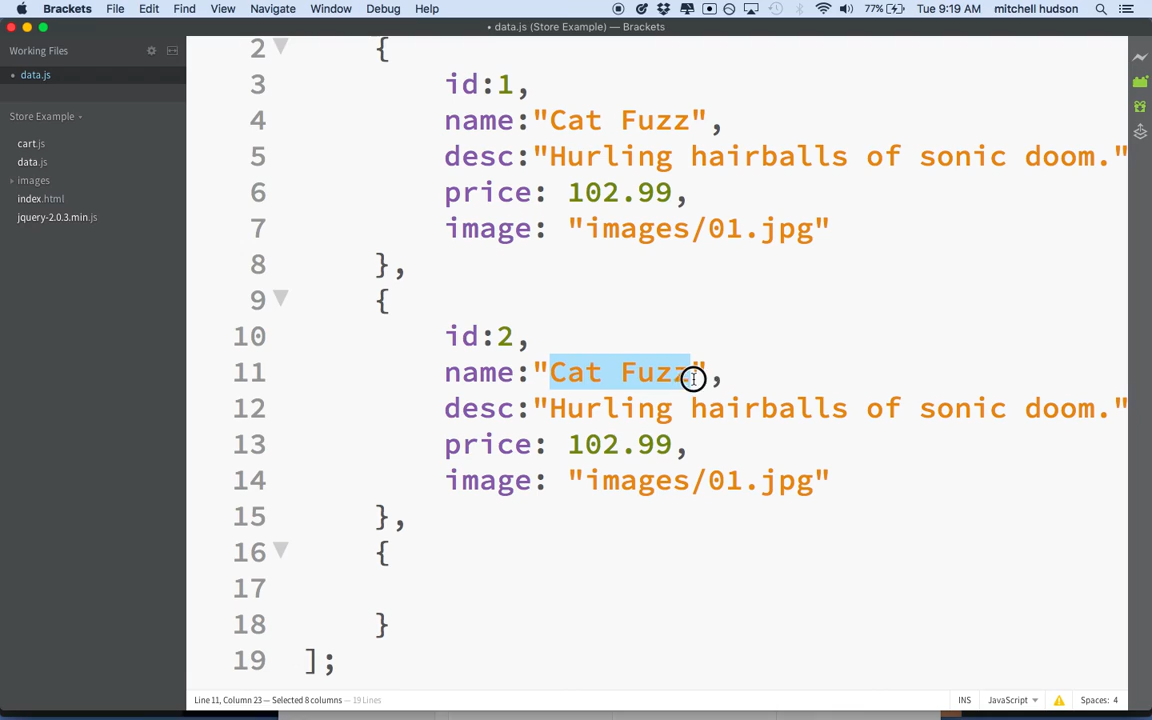 Brackets File Edit View Navigate Window Debug Help 77% Tue 9:19 AM mitchell hudson
• data.js (Store Example) — Brackets
Working Files
• data.js
Store Example
cart.js
data.js
images
index.html
jquery-2.0.3.min.js
2 {
3 id:1,
4 name:"Cat Fuzz",
5 desc:"Hurling hairballs of sonic doom."
6 price: 102.99,
7 image: "images/01.jpg"
8 },
9 {
10 id:2,
11 name:"Cat Fuzz",
12 desc:"Hurling hairballs of sonic doom."
13 price: 102.99,
14 image: "images/01.jpg"
15 },
16 {
17
18 }
19 ];
Line 11, Column 23 — Selected 8 columns — 19 Lines INS JavaScript Spaces: 4